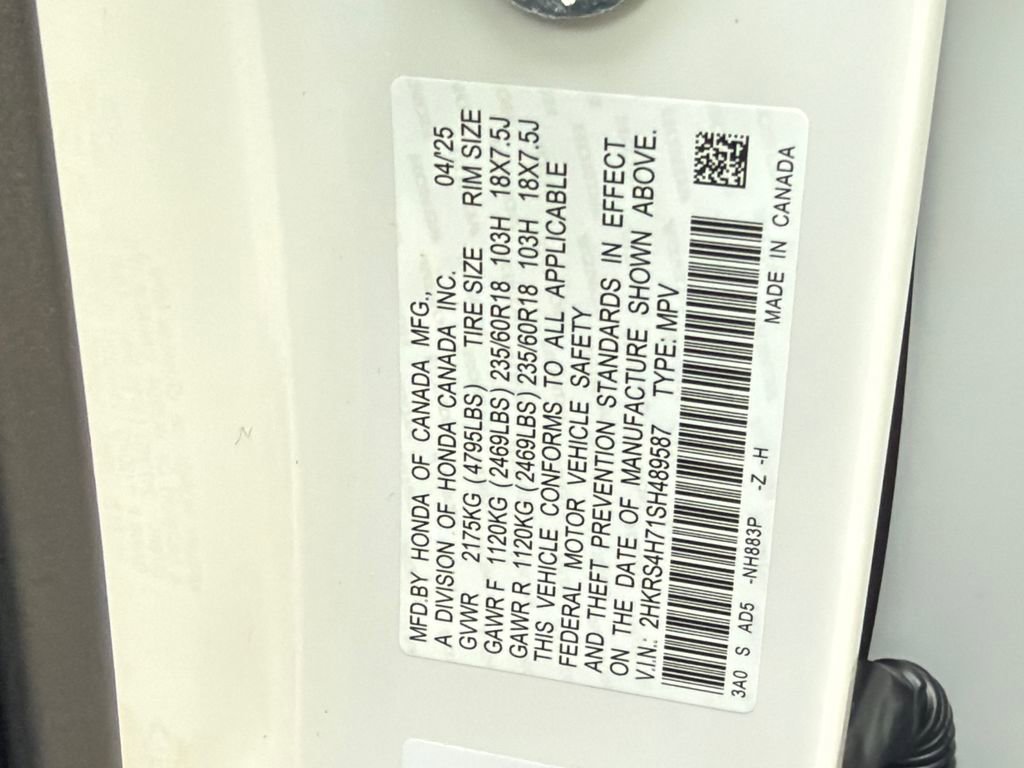 MFD.BY HONDA OF CANADA MFG.,
A DIVISION OF HONDA CANADA INC. 04/'25
GVWR 2175KG (4795LBS) TIRE SIZE RIM SIZE
GAWR F 1120KG (2469LBS) 235/60R18 103H 18X7.5J
GAWR R 1120KG (2469LBS) 235/60R18 103H 18X7.5J
THIS VEHICLE CONFORMS TO ALL APPLICABLE
FEDERAL MOTOR VEHICLE SAFETY
AND THEFT PREVENTION STANDARDS IN EFFECT
ON THE DATE OF MANUFACTURE SHOWN ABOVE.
V.I.N.: 2HKRS4H71SH489587 TYPE: MPV
3A0 S AD5 -NH883P -Z -H
MADE IN CANADA